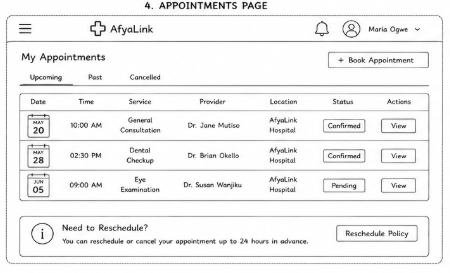 4. APPOINTMENTS PAGE
AfyaLink
Maria Ogwe
My Appointments
+ Book Appointment
Upcoming Past Cancelled
Date Time Service Provider Location Status Actions
MAY 20 10:00 AM General Consultation Dr. Jane Mutiso AfyaLink Hospital Confirmed View
MAY 28 02:30 PM Dental Checkup Dr. Brian Okello AfyaLink Hospital Confirmed View
JUN 05 09:00 AM Eye Examination Dr. Susan Wanjiku AfyaLink Hospital Pending View
Need to Reschedule?
You can reschedule or cancel your appointment up to 24 hours in advance.
Reschedule Policy